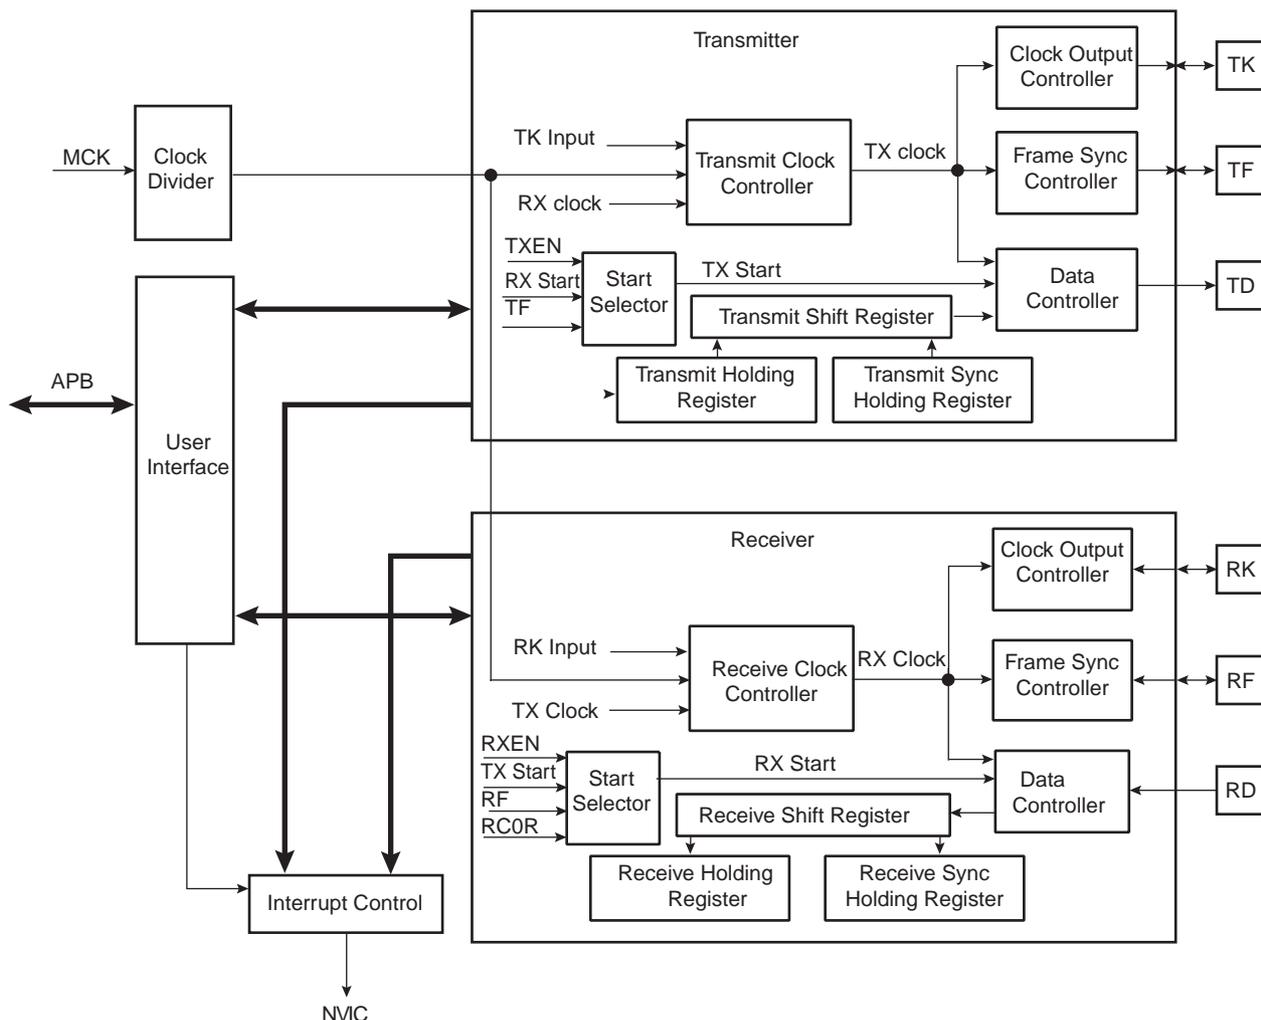 Transmitter
Clock Output
Controller
TK
MCK
Clock
Divider
TK Input
Transmit Clock
Controller
TX clock
Frame Sync
Controller
TF
RX clock
TXEN
RX Start
TF
Start
Selector
TX Start
Data
Controller
TD
Transmit Shift Register
Transmit Holding
Register
Transmit Sync
Holding Register
APB
User
Interface
Receiver
Clock Output
Controller
RK
RK Input
Receive Clock
Controller
RX Clock
Frame Sync
Controller
RF
TX Clock
RXEN
TX Start
RF
RC0R
Start
Selector
RX Start
Data
Controller
RD
Receive Shift Register
Receive Holding
Register
Receive Sync
Holding Register
Interrupt Control
NVIC